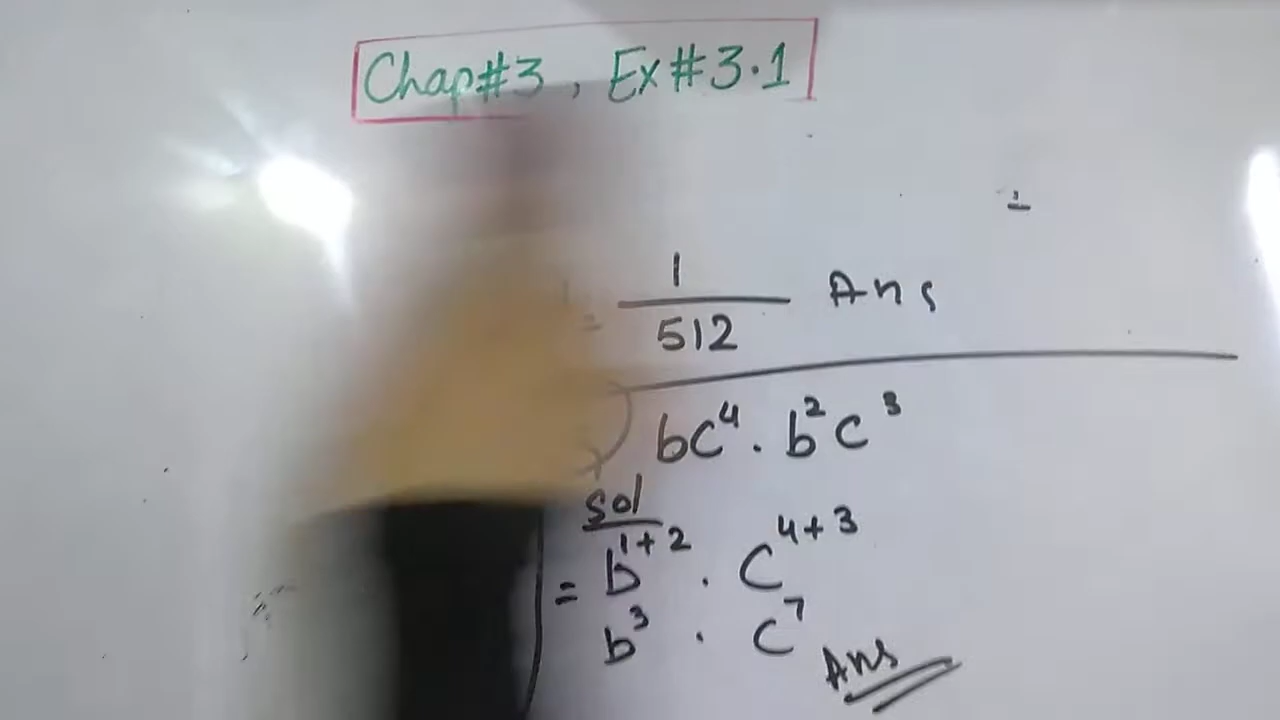 Chap#3, Ex#3.1
= 1/512 Ans
bc⁴ . b²c³
Sol
= b¹⁺² . c⁴⁺³
b³ . c⁷
Ans